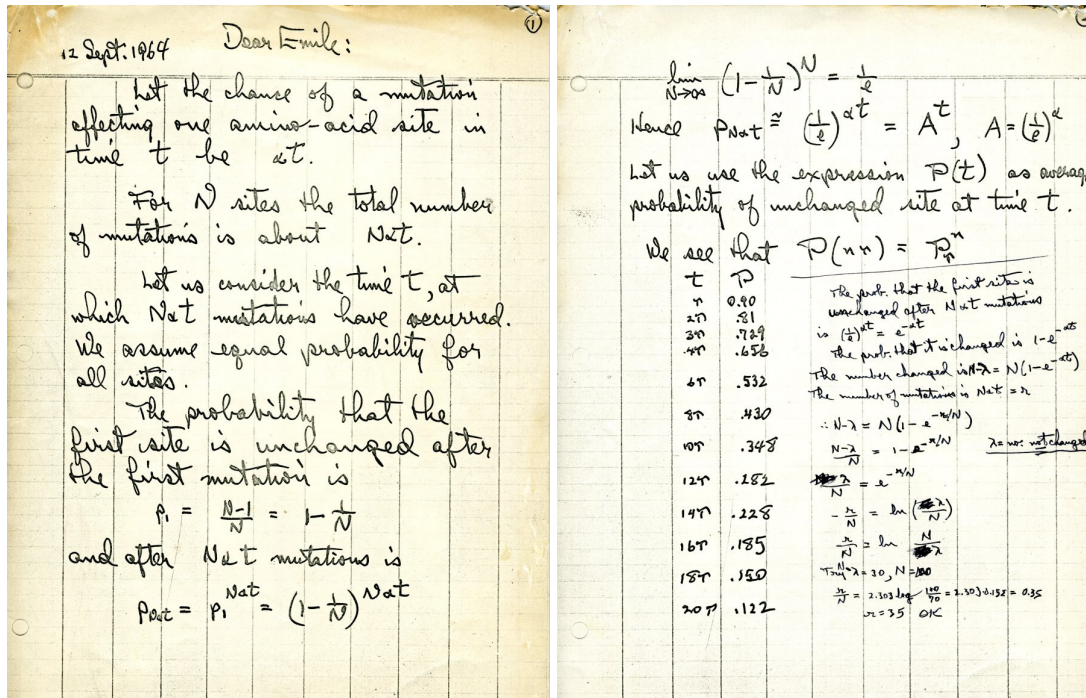 ①
12 Sept. 1964
Dear Emile:
Let the chance of a mutation
affecting one amino-acid site in
time t be αt.
For N sites the total number
of mutations is about Nαt.
Let us consider the time t, at
which Nαt mutations have occurred.
We assume equal probability for
all sites.
The probability that the
first site is unchanged after
the first mutation is
p₁ = (N-1)/N = 1 - 1/N
and after Nαt mutations is
p_Nαt = p₁^Nαt = (1 - 1/N)^Nαt
lim N→∞ (1 - 1/N)^N = 1/e
Hence p_Nαt ≅ (1/e)^αt = A^t, A = (1/e)^α
Let us use the expression P(t) as average
probability of unchanged site at time t.
We see that P(nτ) = P_τ^n
t P
τ 0.90
2τ .81
3τ .729
4τ .656
6τ .532
8τ .430
10τ .348
12τ .282
14τ .228
16τ .185
18τ .150
20τ .122
The prob. that the first site is
unchanged after Nαt mutations
is (1/e)^αt = e^-αt
The prob. that it is changed is 1 - e^-αt
The number changed is N-λ = N(1 - e^-αt)
The number of mutations is Nαt = r
∴ N-λ = N(1 - e^-r/N)
(N-λ)/N = 1 - e^-r/N
λ = no. not changed
λ/N = e^-r/N
-r/N = ln (λ/N)
r/N = ln N/λ
Try N-λ = 30, N = 100
r/N = 2.303 log 100/70 = 2.303·0.152 = 0.35
r = 35 OK